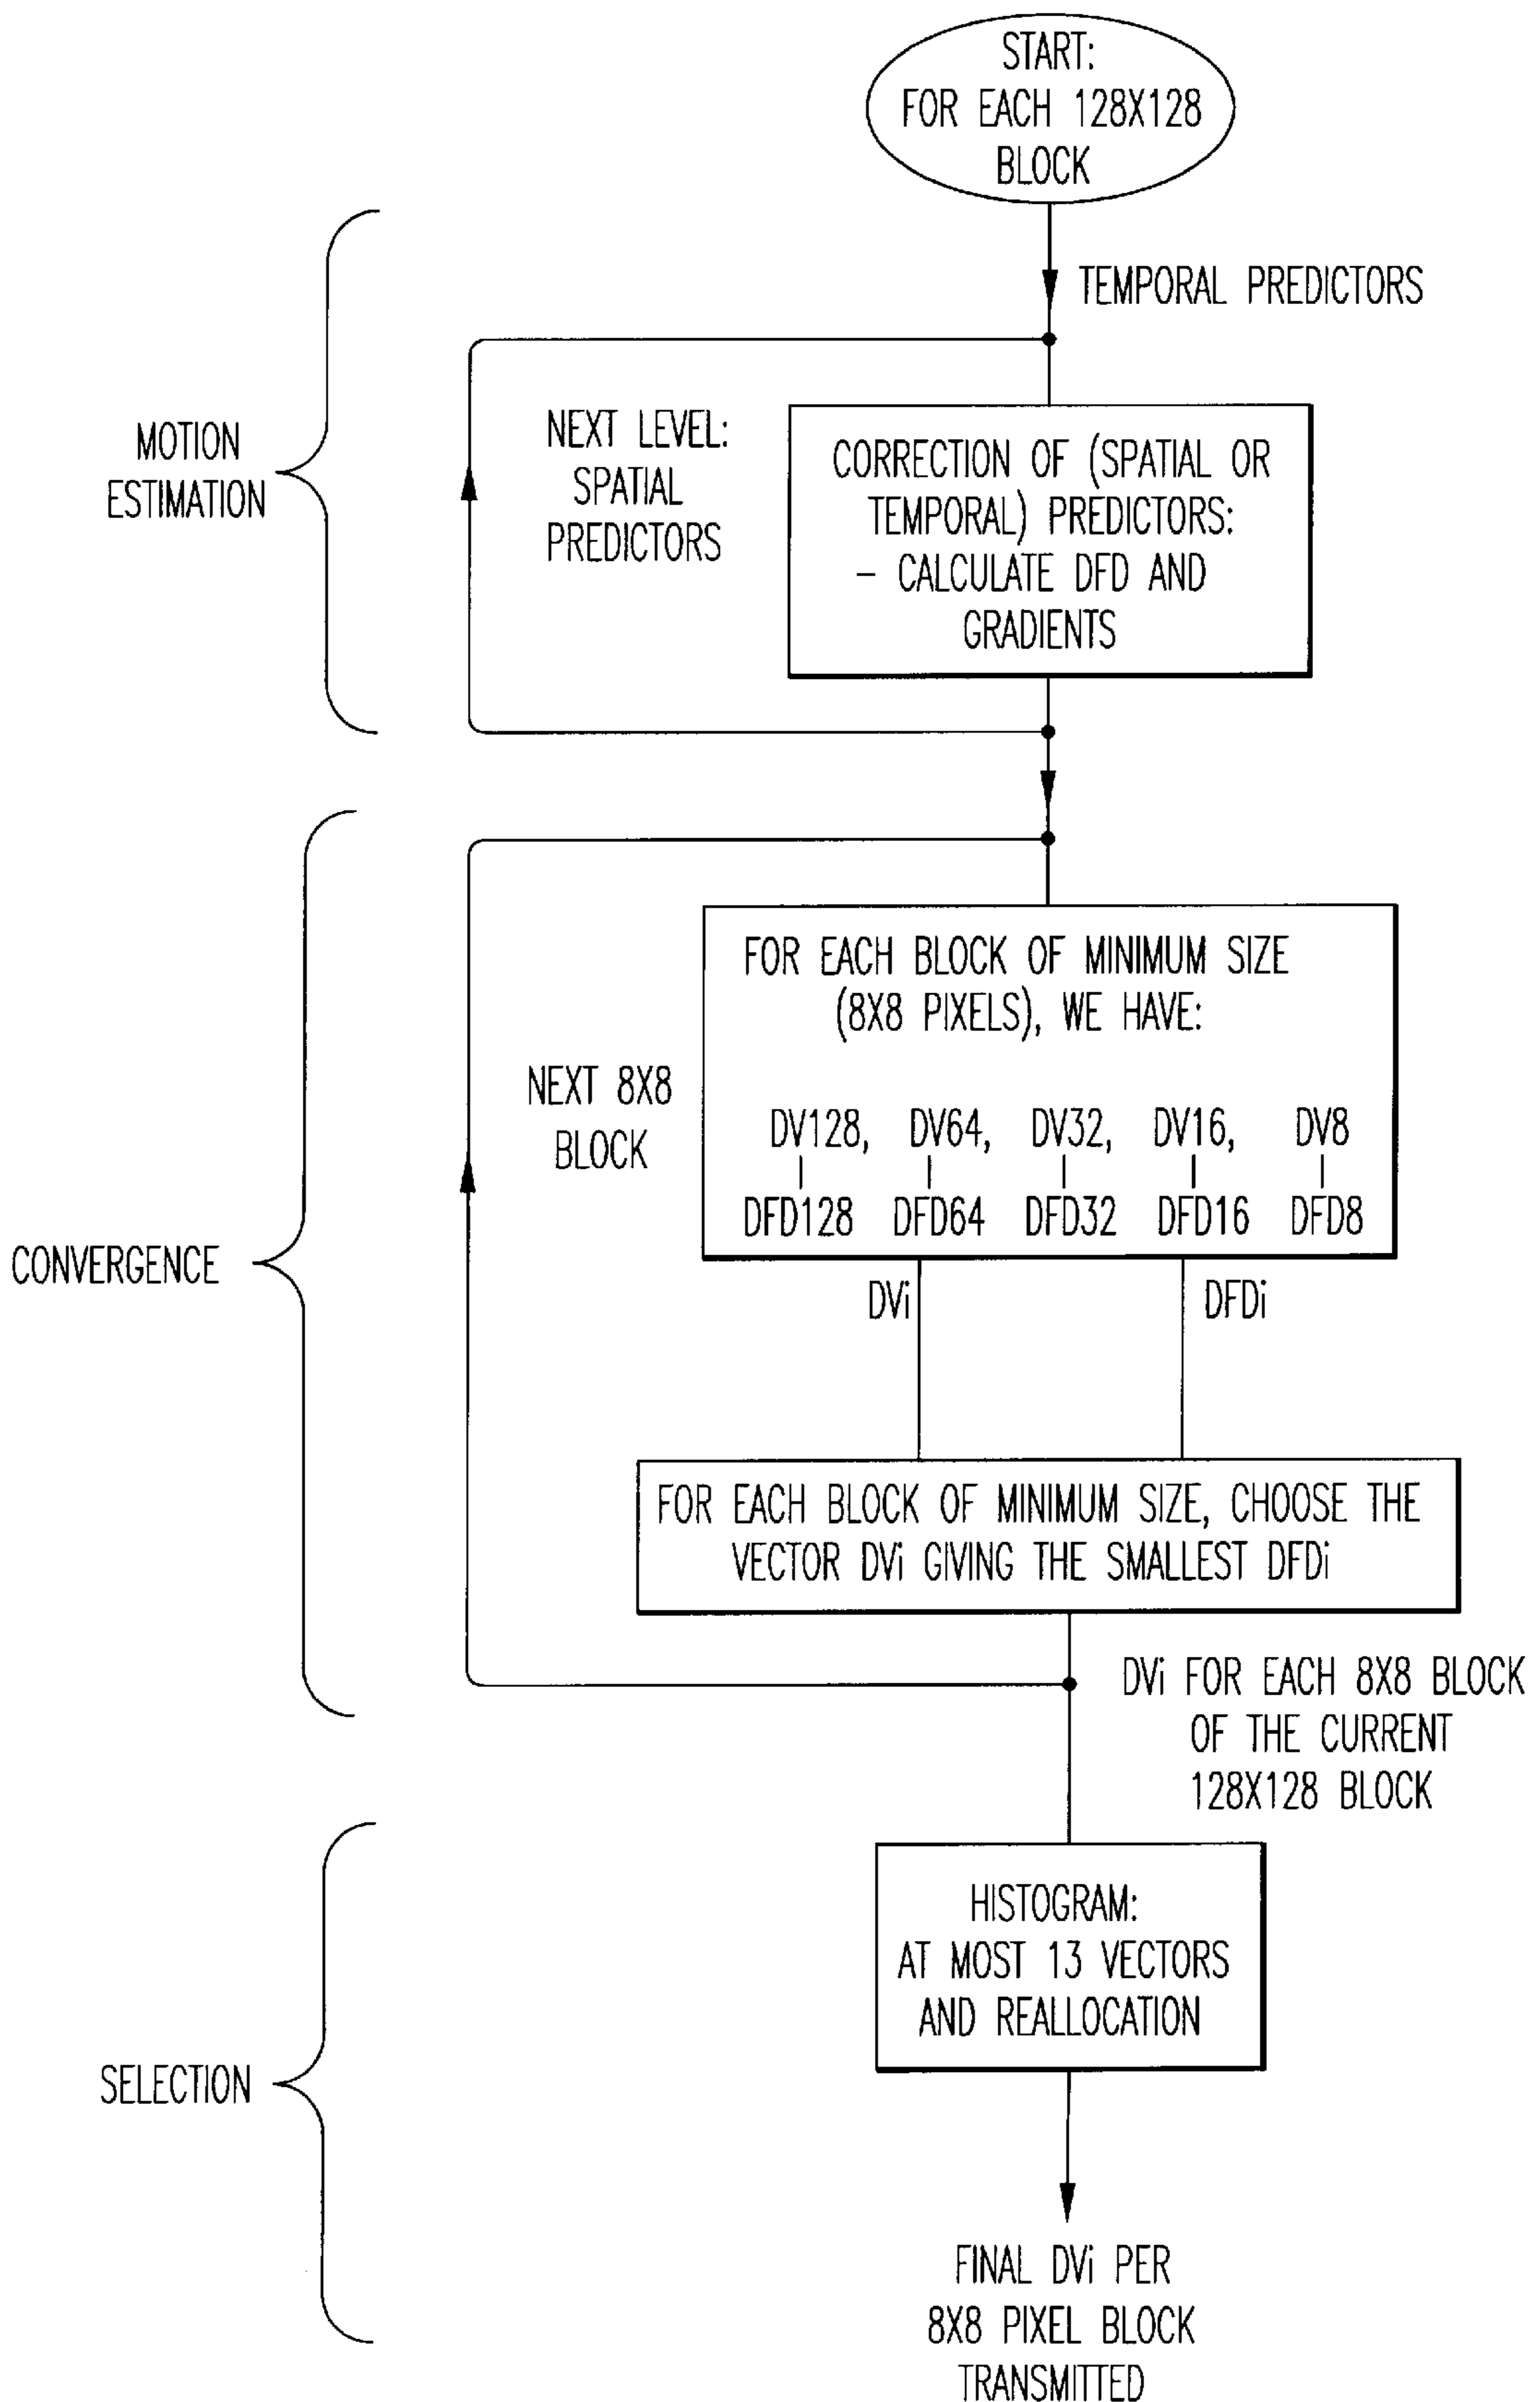 START:
FOR EACH 128X128
BLOCK
TEMPORAL PREDICTORS
MOTION
ESTIMATION
NEXT LEVEL:
SPATIAL
PREDICTORS
CORRECTION OF (SPATIAL OR
TEMPORAL) PREDICTORS:
– CALCULATE DFD AND
GRADIENTS
CONVERGENCE
NEXT 8X8
BLOCK
FOR EACH BLOCK OF MINIMUM SIZE
(8X8 PIXELS), WE HAVE:
DV128, DV64, DV32, DV16, DV8
DFD128 DFD64 DFD32 DFD16 DFD8
DVi DFDi
FOR EACH BLOCK OF MINIMUM SIZE, CHOOSE THE
VECTOR DVi GIVING THE SMALLEST DFDi
DVi FOR EACH 8X8 BLOCK
OF THE CURRENT
128X128 BLOCK
SELECTION
HISTOGRAM:
AT MOST 13 VECTORS
AND REALLOCATION
FINAL DVi PER
8X8 PIXEL BLOCK
TRANSMITTED